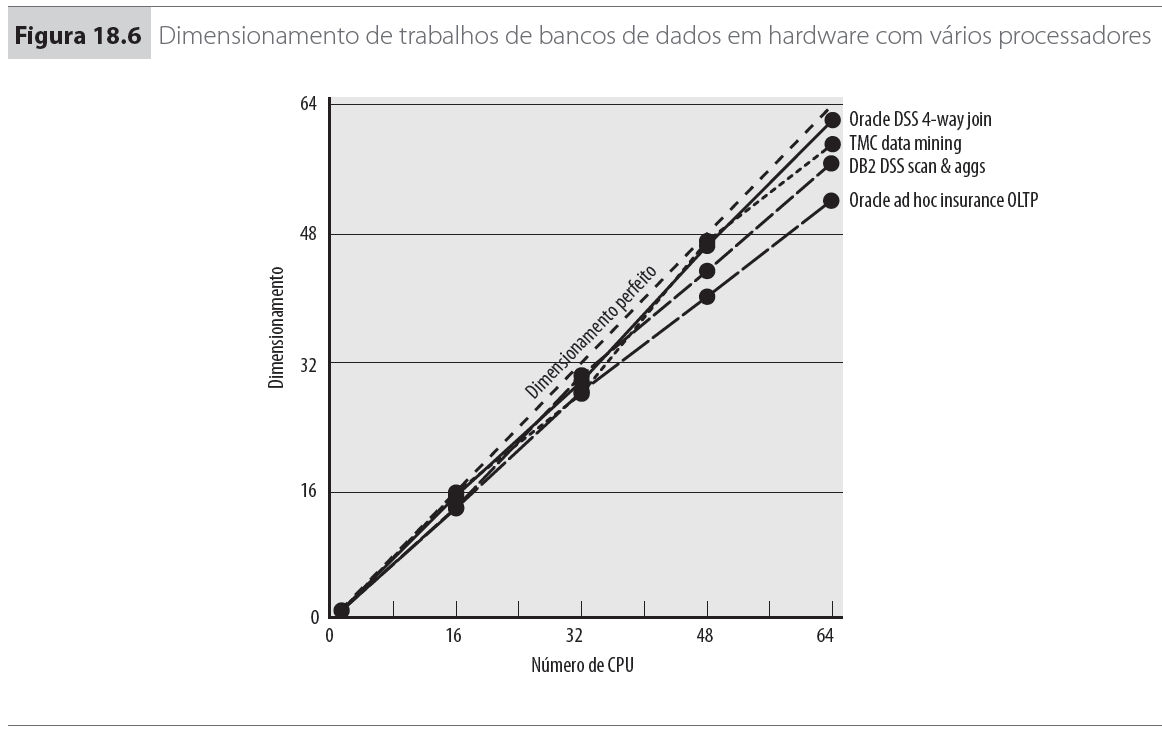 Figura 18.6 Dimensionamento de trabalhos de bancos de dados em hardware com vários processadores
64
48
32
16
0
Dimensionamento
Dimensionamento perfeito
Oracle DSS 4-way join
TMC data mining
DB2 DSS scan & aggs
Oracle ad hoc insurance OLTP
0 16 32 48 64
Número de CPU